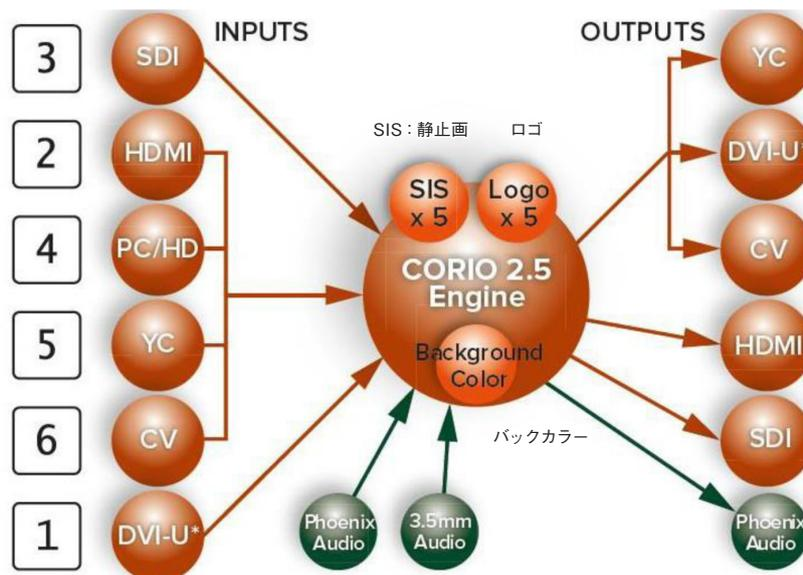 INPUTS
OUTPUTS
3
SDI
YC
SIS：静止画
ロゴ
2
HDMI
DVI-U*
SIS
x 5
Logo
x 5
4
PC/HD
CV
CORIO 2.5
Engine
5
YC
HDMI
Background
Color
6
CV
SDI
バックカラー
1
DVI-U*
Phoenix
Audio
3.5mm
Audio
Phoenix
Audio